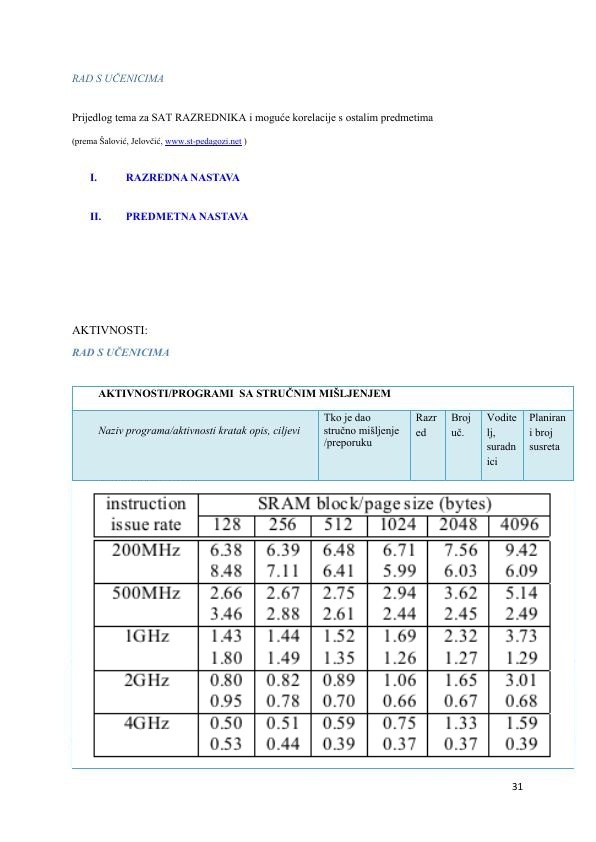 RAD S UČENICIMA
Prijedlog tema za SAT RAZREDNIKA i moguće korelacije s ostalim predmetima
(prema Šalović, Jelovčić, www.st-pedagozi.net )
I. RAZREDNA NASTAVA
II. PREDMETNA NASTAVA
AKTIVNOSTI:
RAD S UČENICIMA
AKTIVNOSTI/PROGRAMI SA STRUČNIM MIŠLJENJEM
Naziv programa/aktivnosti kratak opis, ciljevi
Tko je dao
stručno mišljenje
/preporuku
Razr
ed
Broj
uč.
Vodite
lj,
suradn
ici
Planiran
i broj
susreta
instruction
issue rate
SRAM block/page size (bytes)
128 256 512 1024 2048 4096
200MHz 6.38 6.39 6.48 6.71 7.56 9.42
8.48 7.11 6.41 5.99 6.03 6.09
500MHz 2.66 2.67 2.75 2.94 3.62 5.14
3.46 2.88 2.61 2.44 2.45 2.49
1GHz 1.43 1.44 1.52 1.69 2.32 3.73
1.80 1.49 1.35 1.26 1.27 1.29
2GHz 0.80 0.82 0.89 1.06 1.65 3.01
0.95 0.78 0.70 0.66 0.67 0.68
4GHz 0.50 0.51 0.59 0.75 1.33 1.59
0.53 0.44 0.39 0.37 0.37 0.39
31